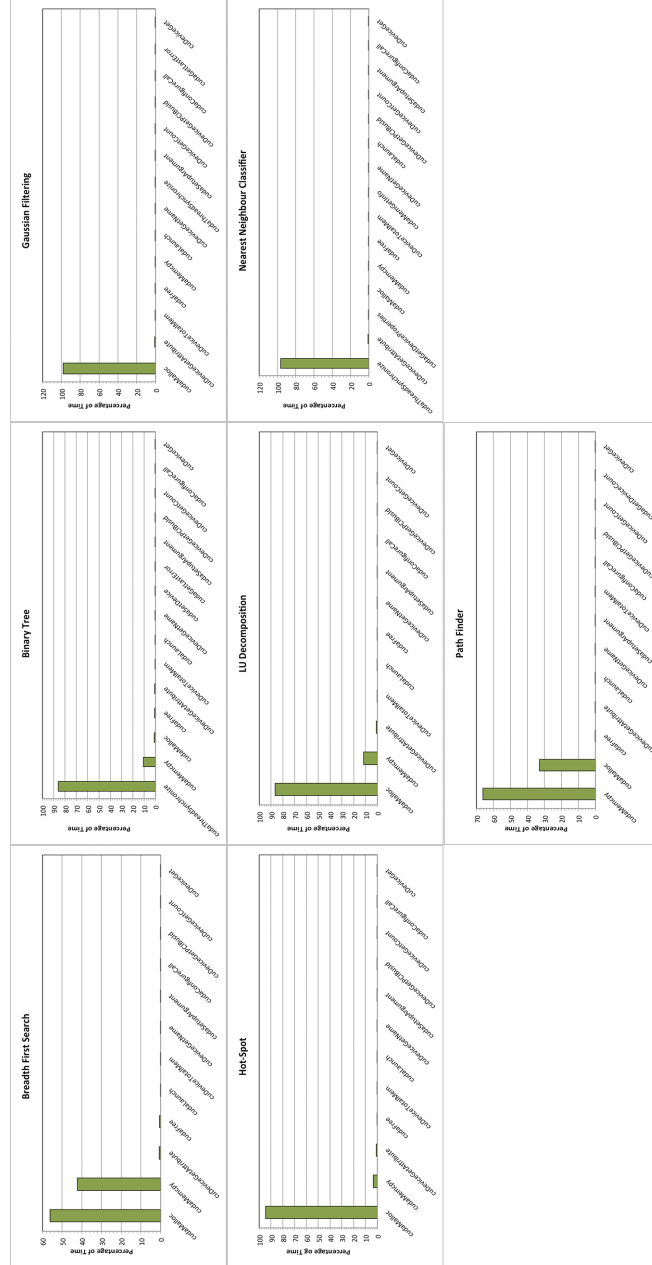 Breadth First Search
Percentage of Time
60
50
40
30
20
10
0
cudaMalloc
cudaMemcpy
cuDeviceGetAttribute
cudaFree
cudaLaunch
cuDeviceTotalMem
cuDeviceGetName
cudaSetupArgument
cudaConfigureCall
cuDeviceGetPCIBusId
cuDeviceGetCount
cuDeviceGet
Binary Tree
Percentage of Time
100
90
80
70
60
50
40
30
20
10
0
cudaThreadSynchronize
cudaMemcpy
cudaMalloc
cudaFree
cuDeviceGetAttribute
cuDeviceTotalMem
cudaLaunch
cuDeviceGetName
cudaSetDevice
cudaGetLastError
cudaSetupArgument
cuDeviceGetPCIBusId
cuDeviceGetCount
cudaConfigureCall
cuDeviceGet
Gaussian Filtering
Percentage of Time
120
100
80
60
40
20
0
cudaMalloc
cuDeviceGetAttribute
cuDeviceTotalMem
cudaFree
cudaMemcpy
cudaLaunch
cuDeviceGetName
cudaThreadSynchronize
cudaSetupArgument
cuDeviceGetCount
cuDeviceGetPCIBusId
cudaConfigureCall
cudaGetLastError
cuDeviceGet
Hot-Spot
Percentage og Time
100
90
80
70
60
50
40
30
20
10
0
cudaMalloc
cudaMemcpy
cuDeviceGetAttribute
cudaFree
cuDeviceTotalMem
cudaLaunch
cuDeviceGetName
cudaSetupArgument
cuDeviceGetPCIBusId
cuDeviceGetCount
cudaConfigureCall
cuDeviceGet
LU Decomposition
Percentage of Time
100
90
80
70
60
50
40
30
20
10
0
cudaMalloc
cudaMemcpy
cuDeviceGetAttribute
cuDeviceTotalMem
cudaLaunch
cudaFree
cuDeviceGetName
cudaSetupArgument
cudaConfigureCall
cuDeviceGetPCIBusId
cuDeviceGetCount
cuDeviceGet
Nearest Neighbour Classifier
Percentage of Time
120
100
80
60
40
20
0
cudaThreadSynchronize
cuDeviceGetAttribute
cudaGetDeviceProperties
cudaMalloc
cudaMemcpy
cudaFree
cuDeviceTotalMem
cudaMemGetInfo
cuDeviceGetName
cudaLaunch
cuDeviceGetPCIBusId
cuDeviceGetCount
cudaSetupArgument
cudaConfigureCall
cuDeviceGet
Path Finder
Percentage of Time
70
60
50
40
30
20
10
0
cudaMemcpy
cudaMalloc
cudaFree
cuDeviceGetAttribute
cudaLaunch
cuDeviceGetName
cudaSetupArgument
cuDeviceTotalMem
cudaConfigureCall
cuDeviceGetPCIBusId
cuDeviceGetCount
cudaGetDeviceCount
cuDeviceGet